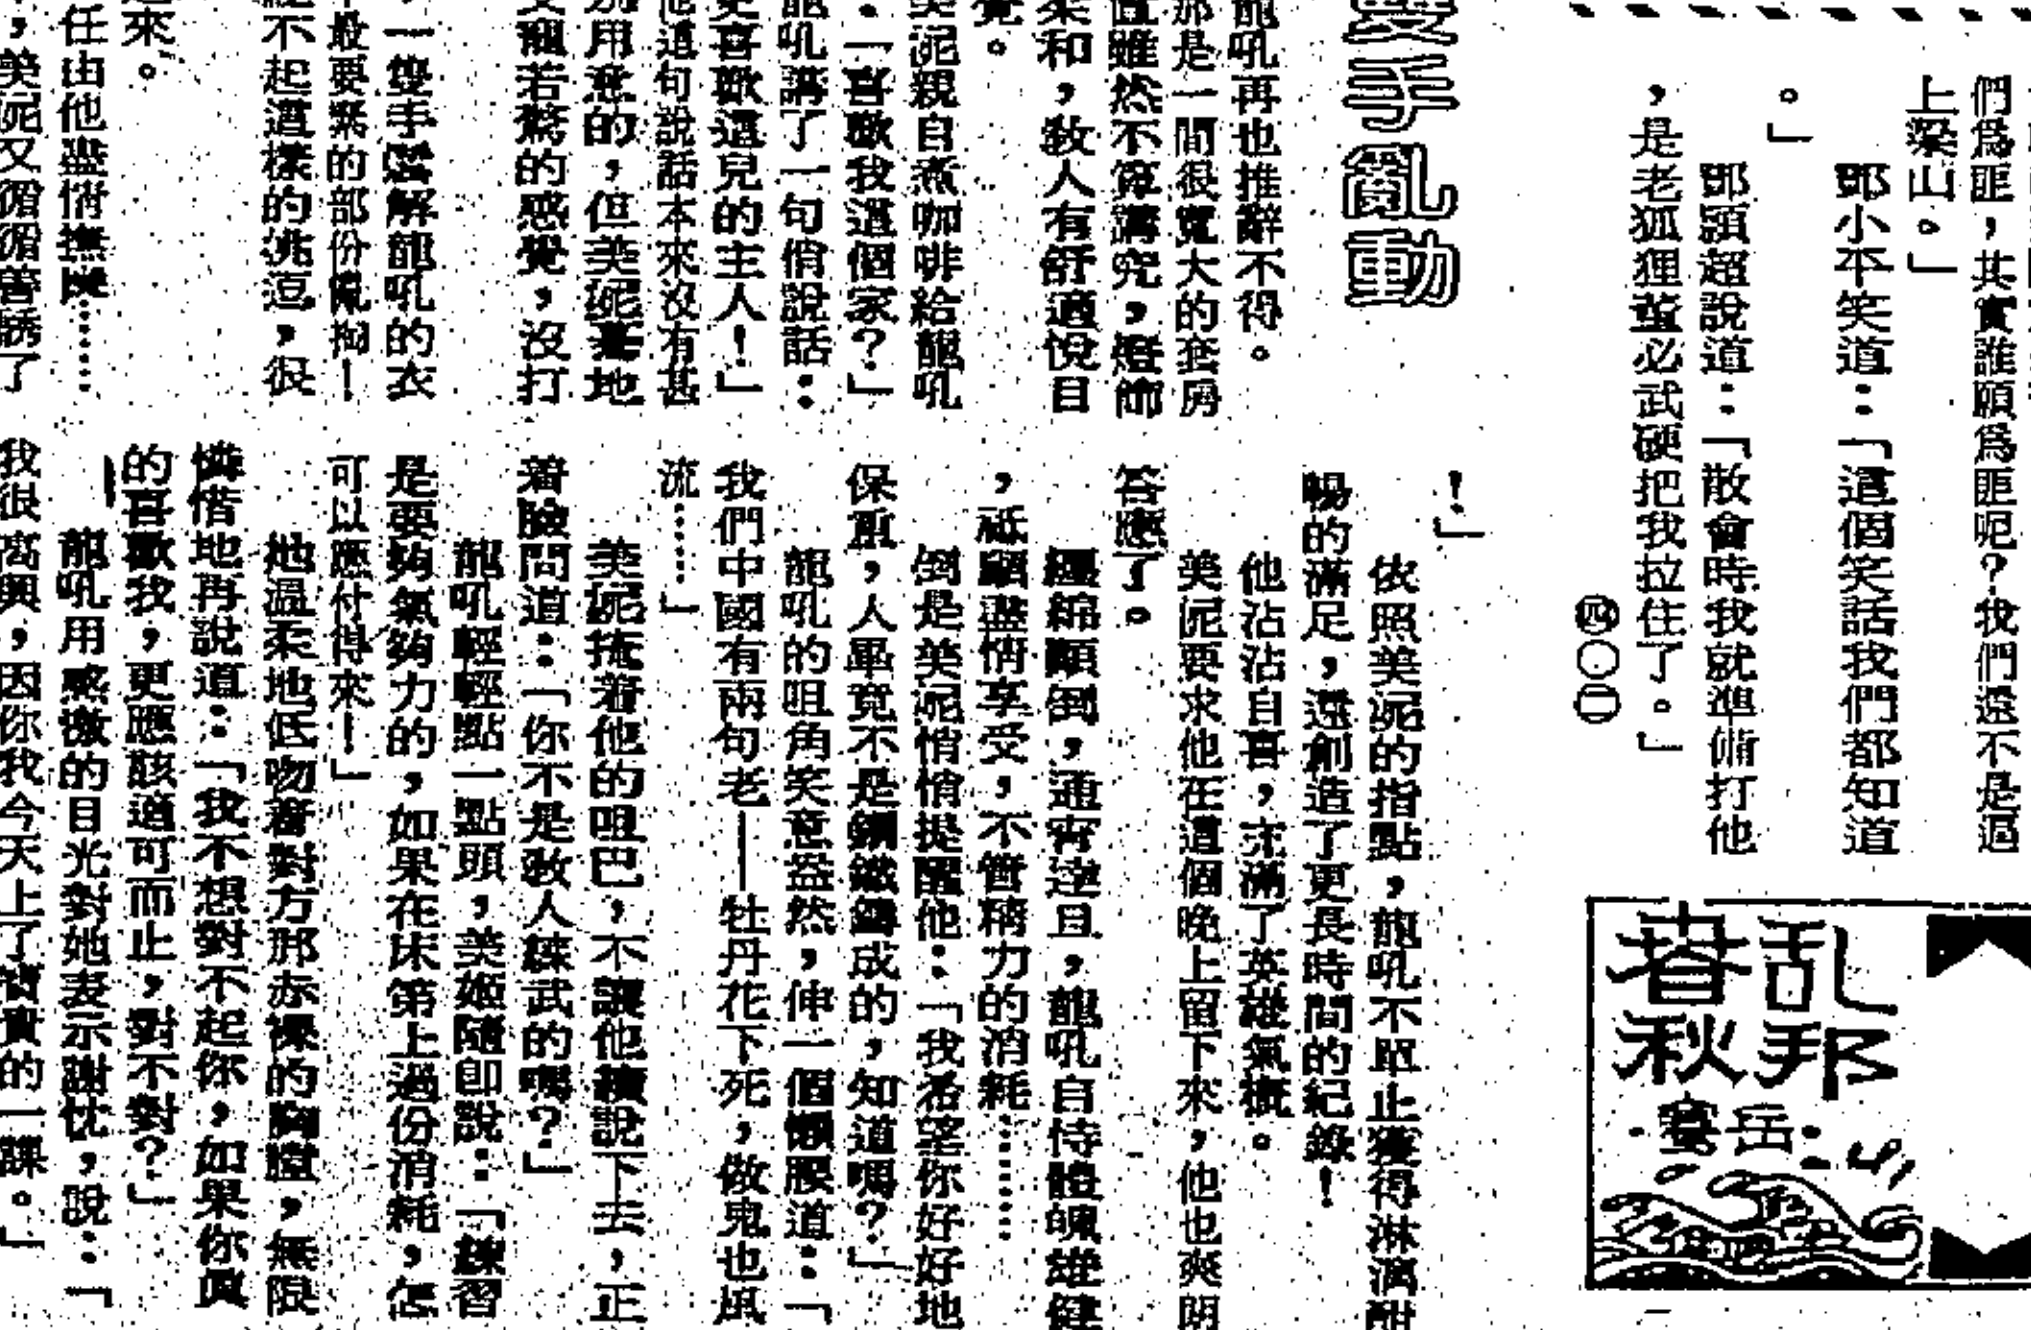 們爲匪，其實誰願爲匪呢？我們還不是逼
上梁山。」
鄧小平笑道：「這個笑話我們都知道
。」
鄧穎超說道：「散會時我就準備打他
，是老狐狸董必武硬把我拉住了。」
四〇二
乱邦
春秋
雙手亂動
龍吼再也推辭不得。
那是一間很寬大的套房
置雖然不算講究，燈飾
柔和，教人有舒適悅目
覺。
美泥親自煮咖啡給龍吼
：「喜歡我這個家？」
龍吼講了一句俏說話：
更喜歡這兒的主人！」
他這句說話本來沒有甚
別用意的，但美泥驀地
受寵若驚的感覺，沒打
，一雙手鬆解龍吼的衣
般要緊的部份亂掏！
不起這樣的挑逗，很
來。
任由他盡情撫摸……
，美泥又循循善誘了
！」
依照美泥的指點，龍吼不單止獲得淋漓酣
暢的滿足，還創造了更長時間的紀錄！
他沾沾自喜，充滿了英雄氣概。
美泥要求他在這個晚上留下來，他也爽朗
答應了。
纏綿顛倒，通宵達旦，龍吼自恃體魄雄健
，祇顧盡情享受，不管精力的消耗……
倒是美泥悄悄提醒他：「我希望你好好地
保重，人畢竟不是鋼鐵鑄成的，知道嗎？」
龍吼的咀角笑意盎然，伸一個懶腰道：「
我們中國有兩句老——牡丹花下死，做鬼也風
流……」
美泥掩着他的咀巴，不讓他續說下去，正
着臉問道：「你不是教人練武的嗎？」
龍吼輕輕點一點頭，美姬隨即說：「練習
是要夠氣夠力的，如果在床第上過份消耗，怎
可以應付得來！」
她溫柔地低吻着對方那赤裸的胸膛，無限
憐惜地再說道：「我不想對不起你，如果你眞
的喜歡我，更應該適可而止，對不對？」
龍吼用感激的目光對她表示謝忱，說：「
我很高興，因你我今天上了寶貴的一課。」